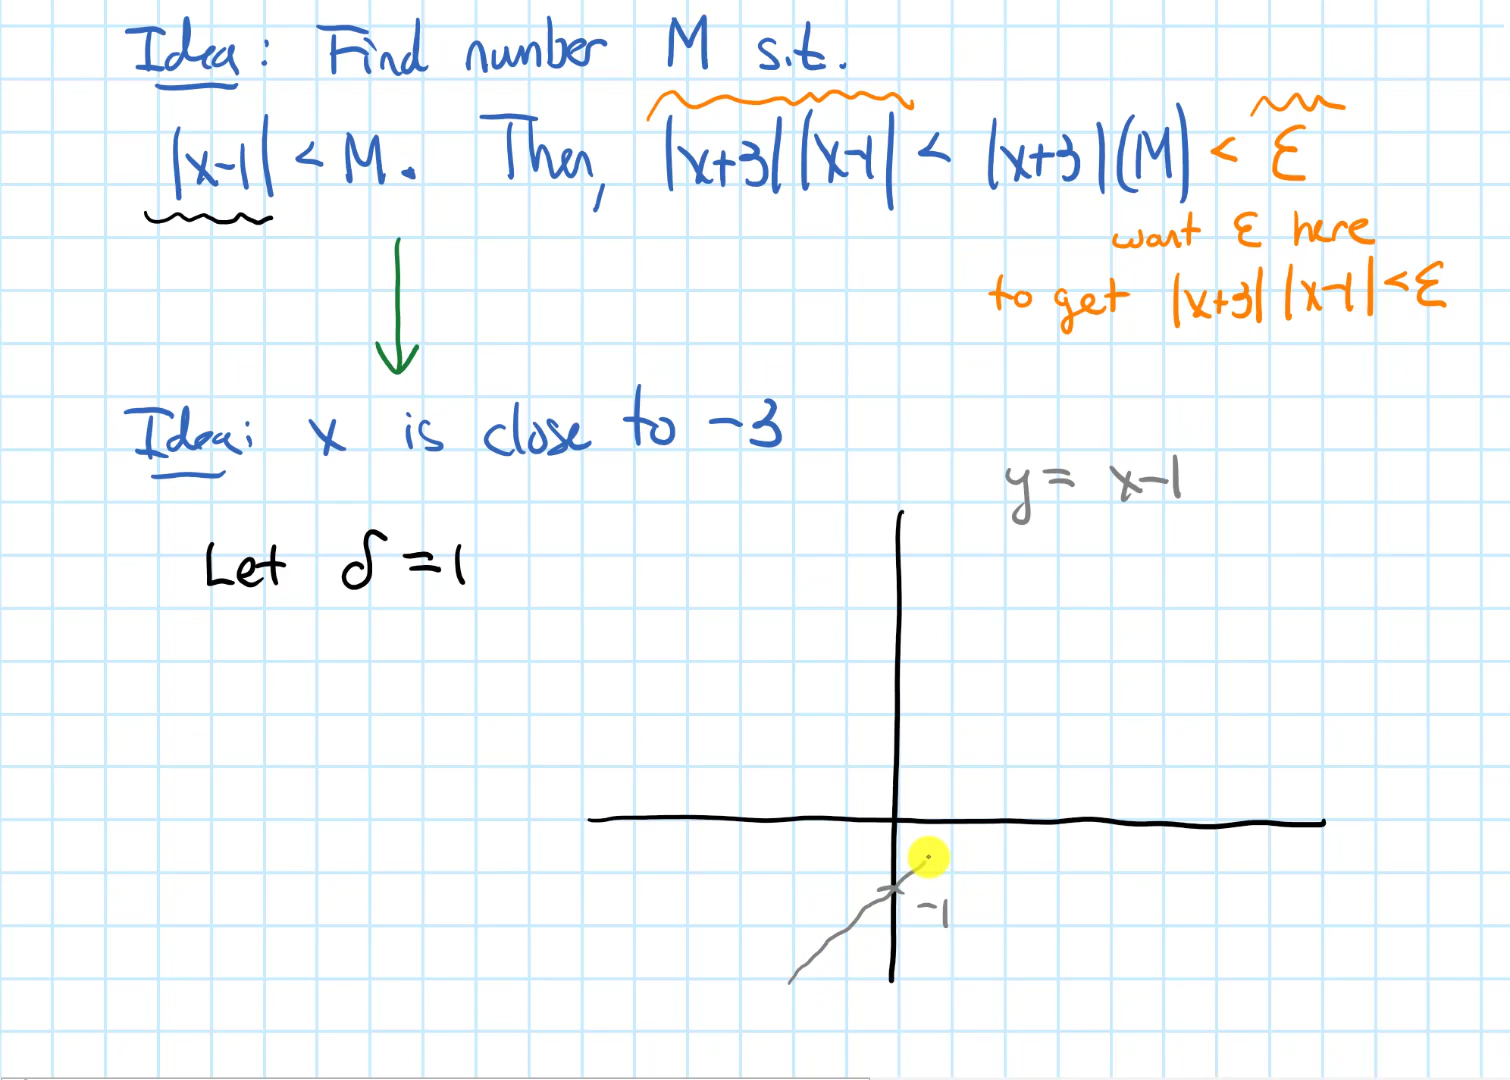 Idea: Find number M s.t.
|x-1| < M. Then, |x+3||x-1| < |x+3|(M) < ε
want ε here
to get |x+3||x-1| < ε
Idea: x is close to -3
y = x-1
Let δ = 1
-1